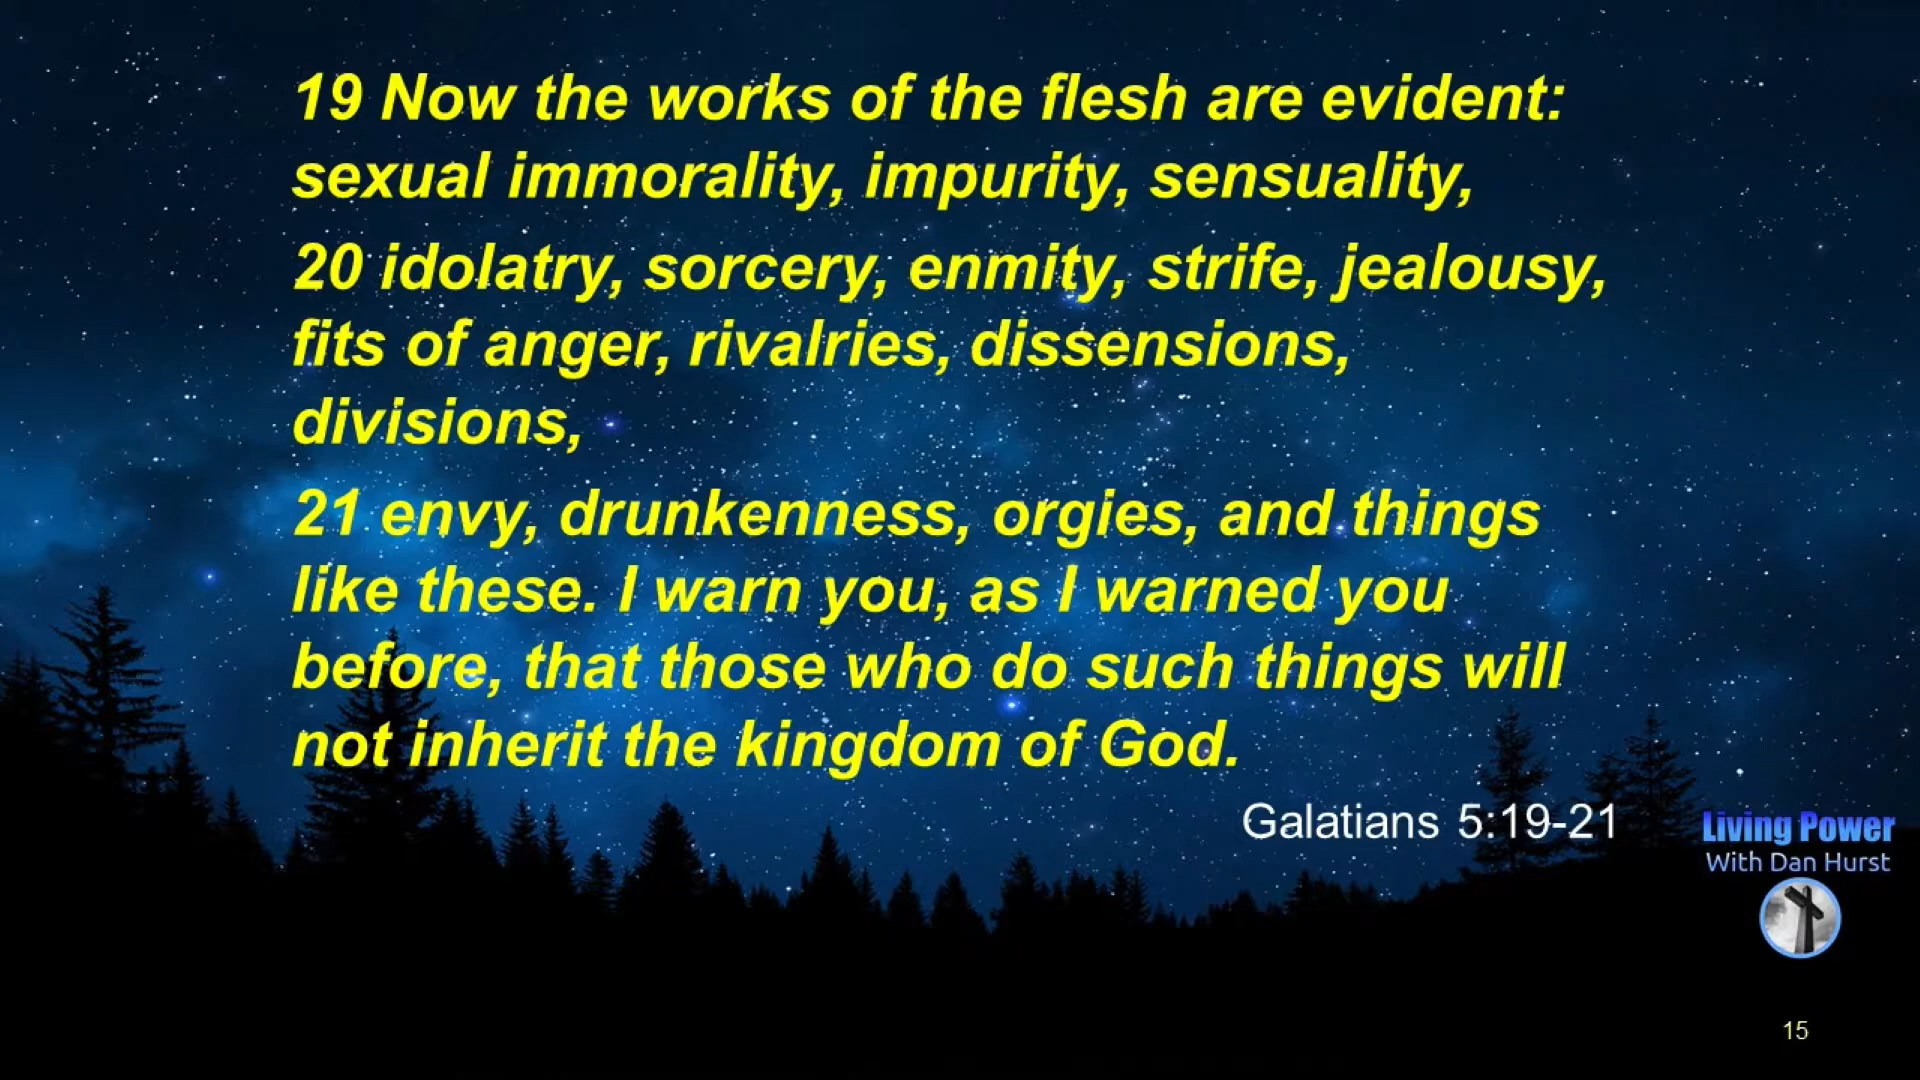 19 Now the works of the flesh are evident:
sexual immorality, impurity, sensuality,
20 idolatry, sorcery, enmity, strife, jealousy,
fits of anger, rivalries, dissensions,
divisions,
21 envy, drunkenness, orgies, and things
like these. I warn you, as I warned you
before, that those who do such things will
not inherit the kingdom of God.
Galatians 5:19-21
Living Power
With Dan Hurst
15